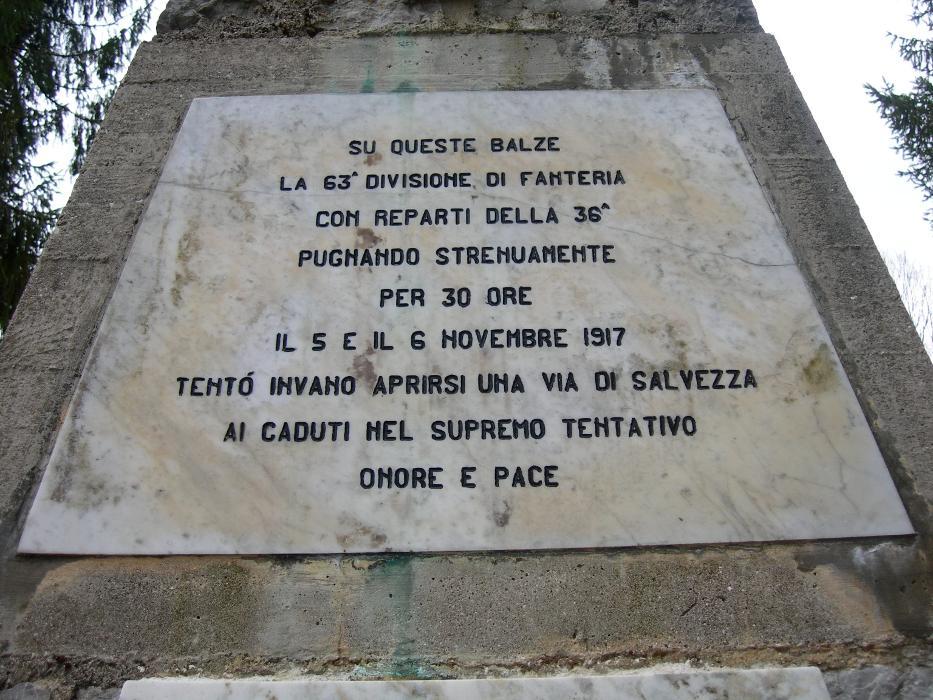 SU QUESTE BALZE
LA 63^ DIVISIONE DI FANTERIA
CON REPARTI DELLA 36^
PUGNANDO STRENUAMENTE
PER 30 ORE
IL 5 E IL 6 NOVEMBRE 1917
TENTÓ INVANO APRIRSI UNA VIA DI SALVEZZA
AI CADUTI NEL SUPREMO TENTATIVO
ONORE E PACE